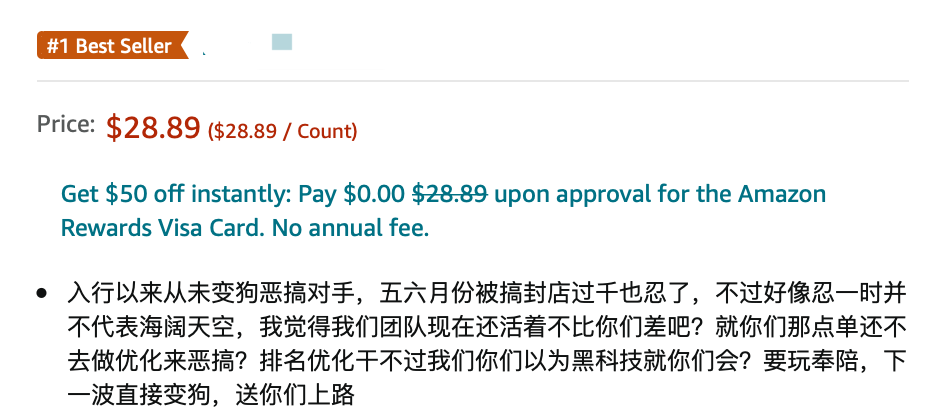 #1 Best Seller
Price: $28.89 ($28.89 / Count)
Get $50 off instantly: Pay $0.00 $28.89 upon approval for the Amazon
Rewards Visa Card. No annual fee.
入行以来从未变狗恶搞对手，五六月份被搞封店过千也忍了，不过好像忍一时并
不代表海阔天空，我觉得我们团队现在还活着不比你们差吧？就你们那点单还不
去做优化来恶搞？排名优化干不过我们你们以为黑科技就你们会？要玩奉陪，下
一波直接变狗，送你们上路